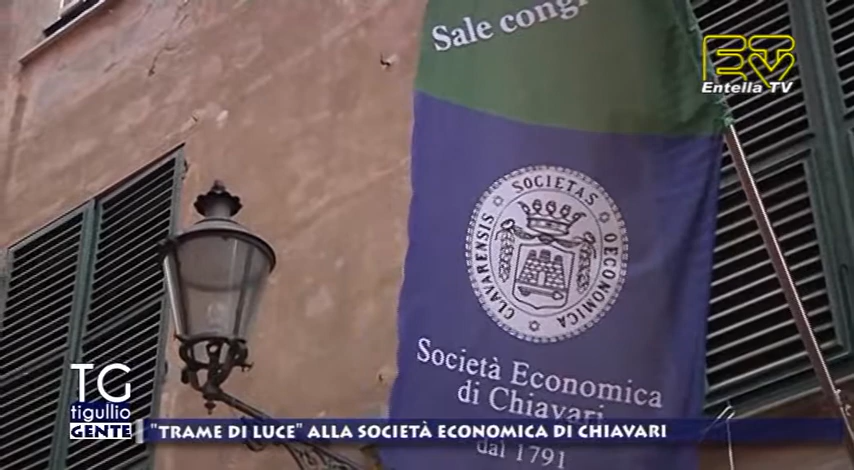 Sale congr
ETV
Entella TV
CLAVARENSIS SOCIETAS OECONOMICA
Società Economica
di Chiavari
dal 1791
TG
tigullio
GENTE
"TRAME DI LUCE" ALLA SOCIETÀ ECONOMICA DI CHIAVARI